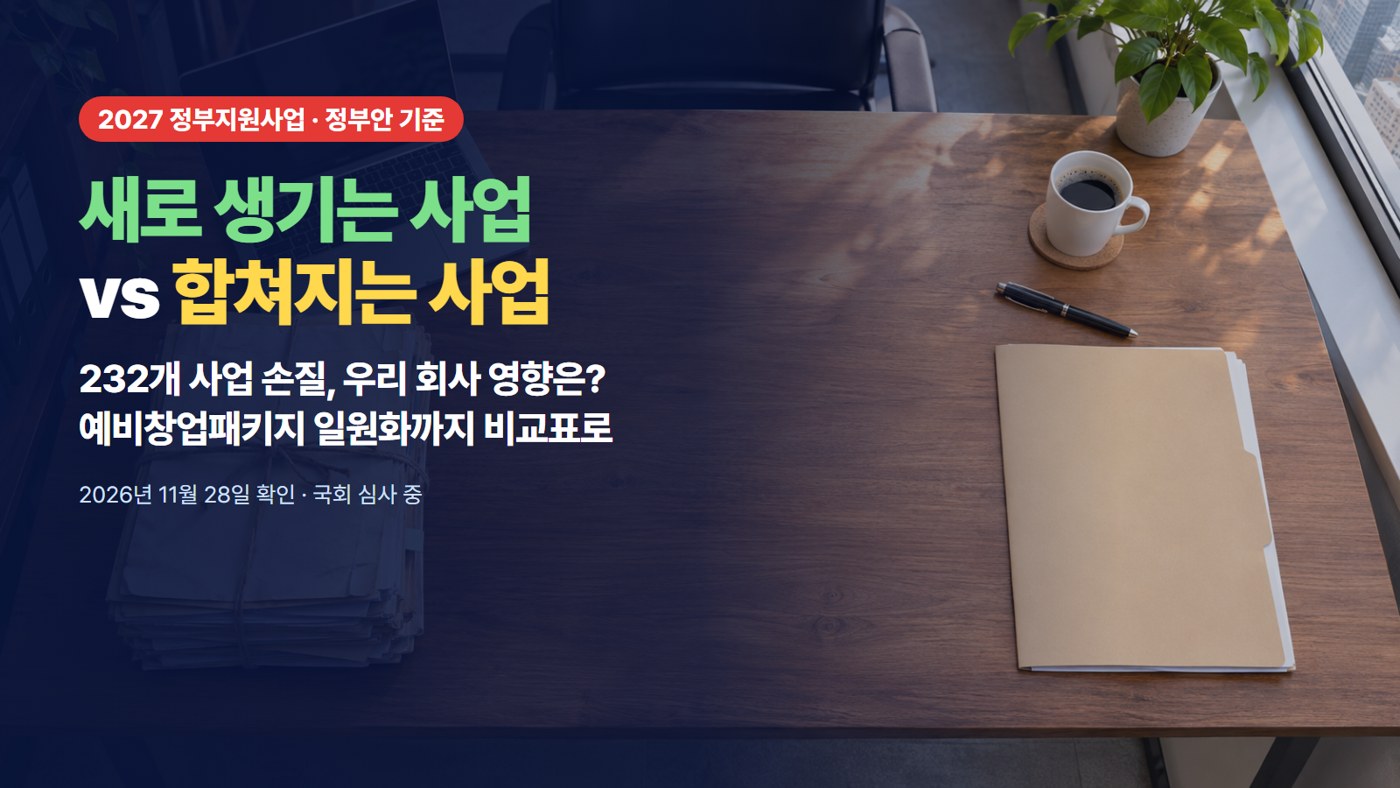 2027 정부지원사업 · 정부안 기준
새로 생기는 사업
vs 합쳐지는 사업
232개 사업 손질, 우리 회사 영향은?
예비창업패키지 일원화까지 비교표로
2026년 11월 28일 확인 · 국회 심사 중